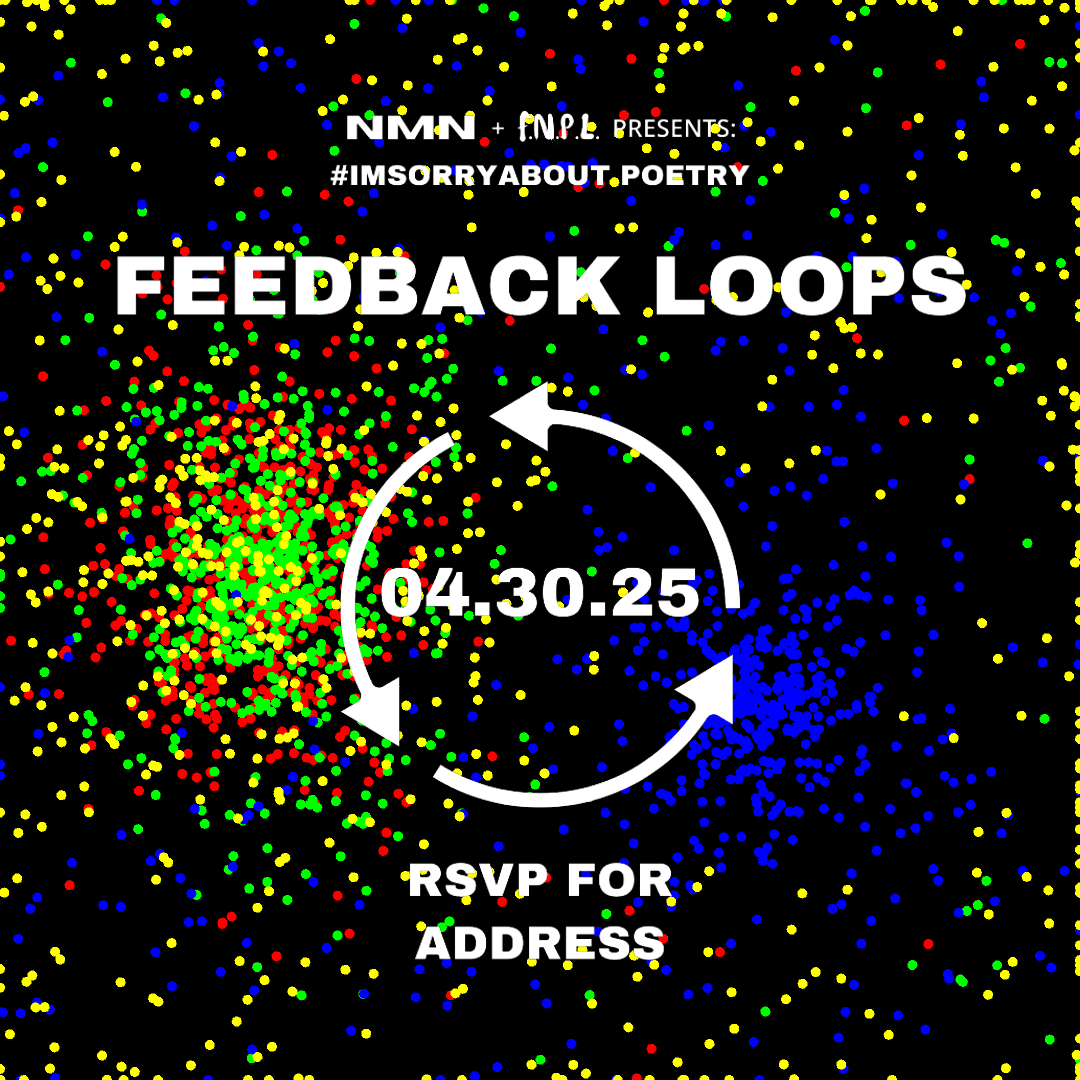 NMN + F.N.P.L. PRESENTS:
#IMSORRYABOUT POETRY
FEEDBACK LOOPS
04.30.25
RSVP FOR
ADDRESS